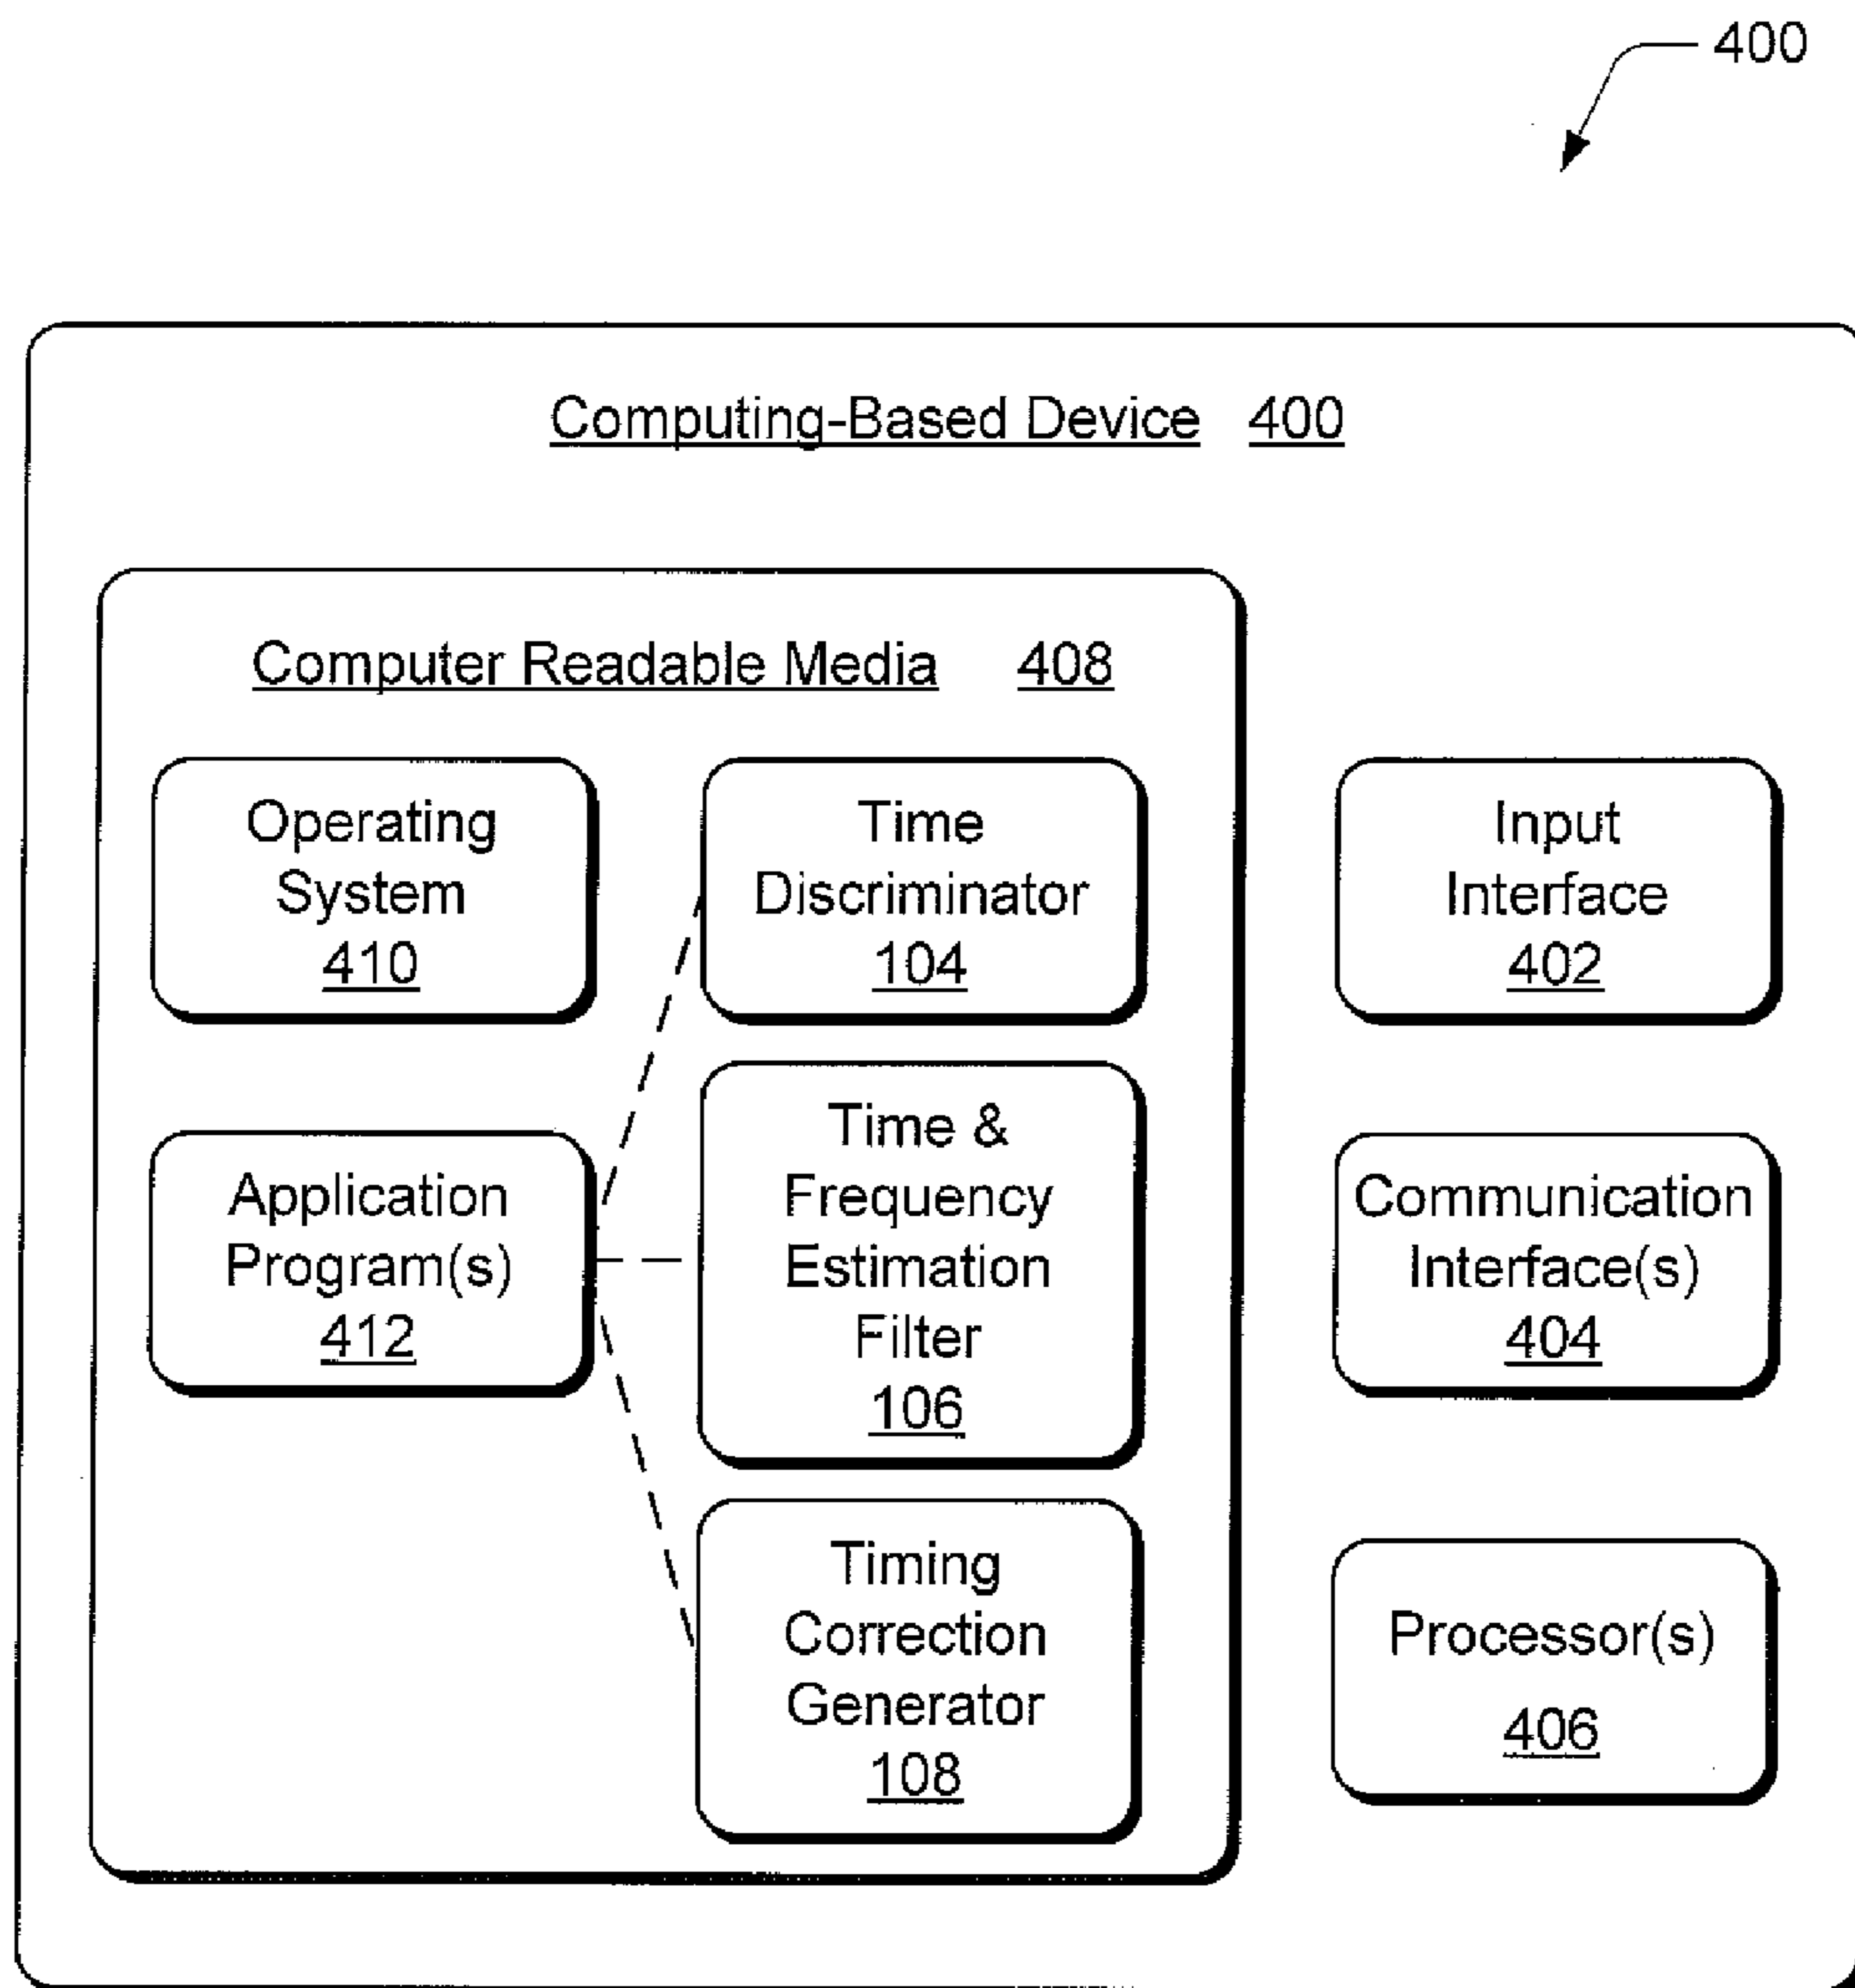 400
Computing-Based Device 400
Computer Readable Media 408
Operating
System
410
Time
Discriminator
104
Input
Interface
402
Application
Program(s)
412
Time &
Frequency
Estimation
Filter
106
Communication
Interface(s)
404
Timing
Correction
Generator
108
Processor(s)
406